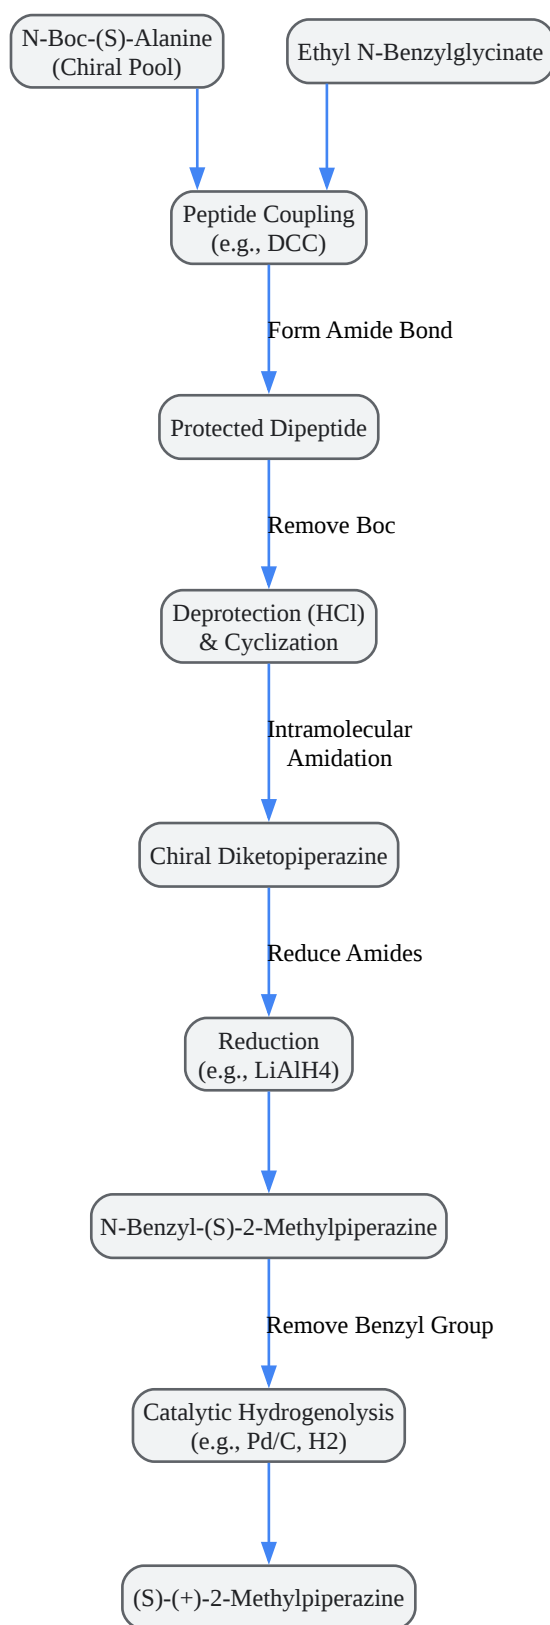 N-Boc-(S)-Alanine
(Chiral Pool)
Ethyl N-Benzylglycinate
Peptide Coupling
(e.g., DCC)
Form Amide Bond
Protected Dipeptide
Remove Boc
Deprotection (HCl)
& Cyclization
Intramolecular
Amidation
Chiral Diketopiperazine
Reduce Amides
Reduction
(e.g., LiAlH4)
N-Benzyl-(S)-2-Methylpiperazine
Remove Benzyl Group
Catalytic Hydrogenolysis
(e.g., Pd/C, H2)
(S)-(+)-2-Methylpiperazine